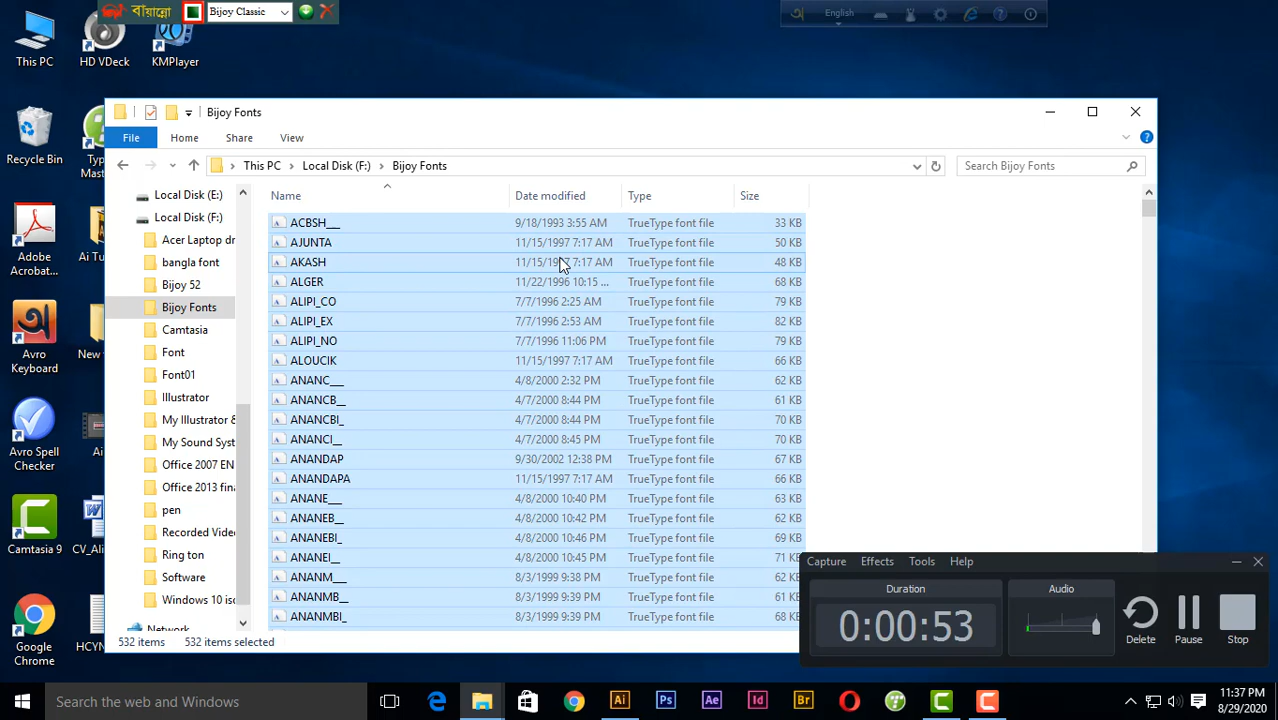 বায়ান্নো Bijoy Classic
English
This PC
HD VDeck
KMPlayer
Recycle Bin
Adobe
Acrobat...
Avro
Keyboard
Avro Spell
Checker
Camtasia 9
Google
Chrome
Bijoy Fonts
File Home Share View
This PC Local Disk (F:) Bijoy Fonts Search Bijoy Fonts
Local Disk (E:)
Local Disk (F:)
Acer Laptop dr
bangla font
Bijoy 52
Bijoy Fonts
Camtasia
Font
Font01
Illustrator
My Illustrator &
My Sound Syst
Office 2007 EN
Office 2013 fina
pen
Recorded Video
Ring ton
Software
Windows 10 iso
Network
Name Date modified Type Size
ACBSH___ 9/18/1993 3:55 AM TrueType font file 33 KB
AJUNTA 11/15/1997 7:17 AM TrueType font file 50 KB
AKASH 11/15/1997 7:17 AM TrueType font file 48 KB
ALGER 11/22/1996 10:15 ... TrueType font file 68 KB
ALIPI_CO 7/7/1996 2:25 AM TrueType font file 79 KB
ALIPI_EX 7/7/1996 2:53 AM TrueType font file 82 KB
ALIPI_NO 7/7/1996 11:06 PM TrueType font file 79 KB
ALOUCIK 11/15/1997 7:17 AM TrueType font file 66 KB
ANANC___ 4/8/2000 2:32 PM TrueType font file 62 KB
ANANCB__ 4/7/2000 8:44 PM TrueType font file 61 KB
ANANCBI_ 4/7/2000 8:44 PM TrueType font file 70 KB
ANANCI__ 4/7/2000 8:45 PM TrueType font file 70 KB
ANANDAP 9/30/2002 12:38 PM TrueType font file 67 KB
ANANDAPA 11/15/1997 7:17 AM TrueType font file 66 KB
ANANE___ 4/8/2000 10:40 PM TrueType font file 63 KB
ANANEB__ 4/8/2000 10:42 PM TrueType font file 62 KB
ANANEBI_ 4/8/2000 10:46 PM TrueType font file 69 KB
ANANEI__ 4/8/2000 10:45 PM TrueType font file 71 KB
ANANM___ 8/3/1999 9:38 PM TrueType font file 62 KB
ANANMB__ 8/3/1999 9:39 PM TrueType font file 61 KB
ANANMBI_ 8/3/1999 9:39 PM TrueType font file 68 KB
532 items 532 items selected
Capture Effects Tools Help
Duration Audio
0:00:53
Delete Pause Stop
Search the web and Windows
Ai Ps Ae Id Br
11:37 PM
8/29/2020